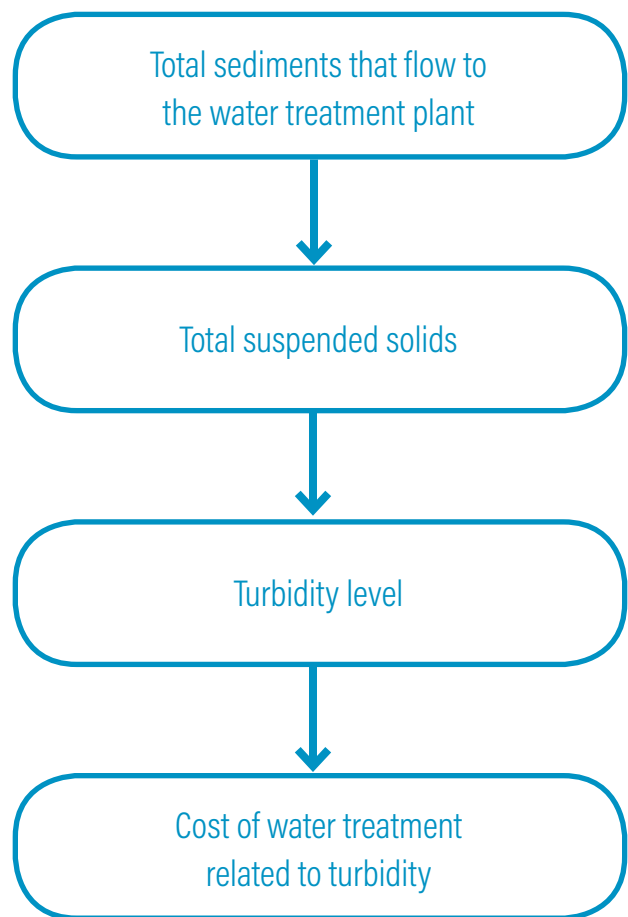 Total sediments that flow to
the water treatment plant
Total suspended solids
Turbidity level
Cost of water treatment
related to turbidity